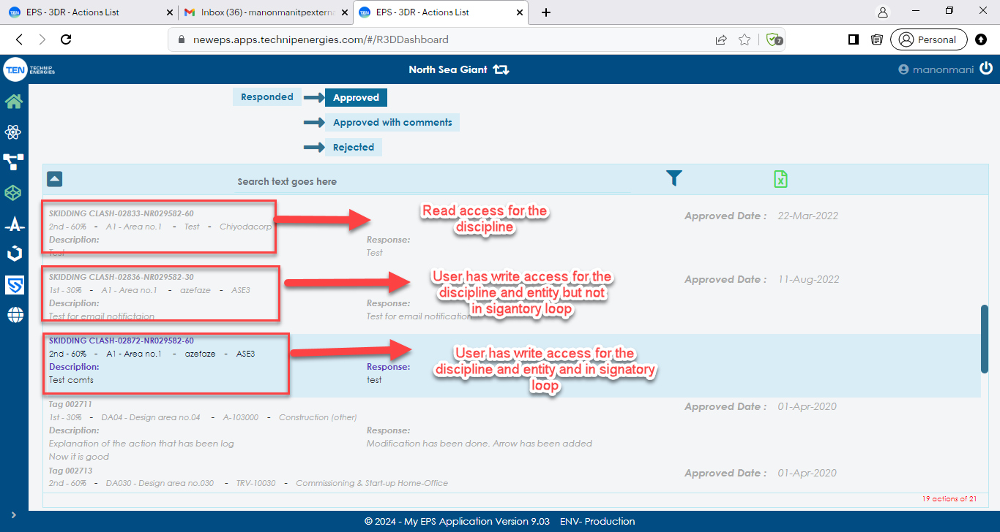 EPS - 3DR - Actions List
Inbox (36) - manonmanitpexterna
EPS - 3DR - Actions List
neweps.apps.technipenergies.com/#/R3DDashboard
7
Personal
T.EN TECHNIP ENERGIES
North Sea Giant
manonmani
Responded
Approved
Approved with comments
Rejected
Search text goes here
SKIDDING CLASH-02833-NR029582-60
2nd - 60% - A1 - Area no.1 - Test - Chiyodacorp
Description:
Test
Response:
Test
Approved Date : 22-Mar-2022
Read access for the
discipline
SKIDDING CLASH-02836-NR029582-30
1st - 30% - A1 - Area no.1 - azefaze - ASE3
Description:
Test for email notifictaion
Response:
Test for email notification
Approved Date : 11-Aug-2022
User has write access for the
discipline and entity but not
in sigantory loop
SKIDDING CLASH-02872-NR029582-60
2nd - 60% - A1 - Area no.1 - azefaze - ASE3
Description:
Test comts
Response:
test
User has write access for the
discipline and entity and in signatory
loop
Tag 002711
1st - 30% - DA04 - Design area no.04 - A-103000 - Construction (other)
Description:
Explanation of the action that has been log
Now it is good
Response:
Modification has been done. Arrow has been added
Approved Date : 01-Apr-2020
Tag 002713
2nd - 60% - DA030 - Design area no.030 - TRV-10030 - Commissioning & Start-up Home-Office
Approved Date : 01-Apr-2020
19 actions of 21
© 2024 - My EPS Application Version 9.03 ENV- Production